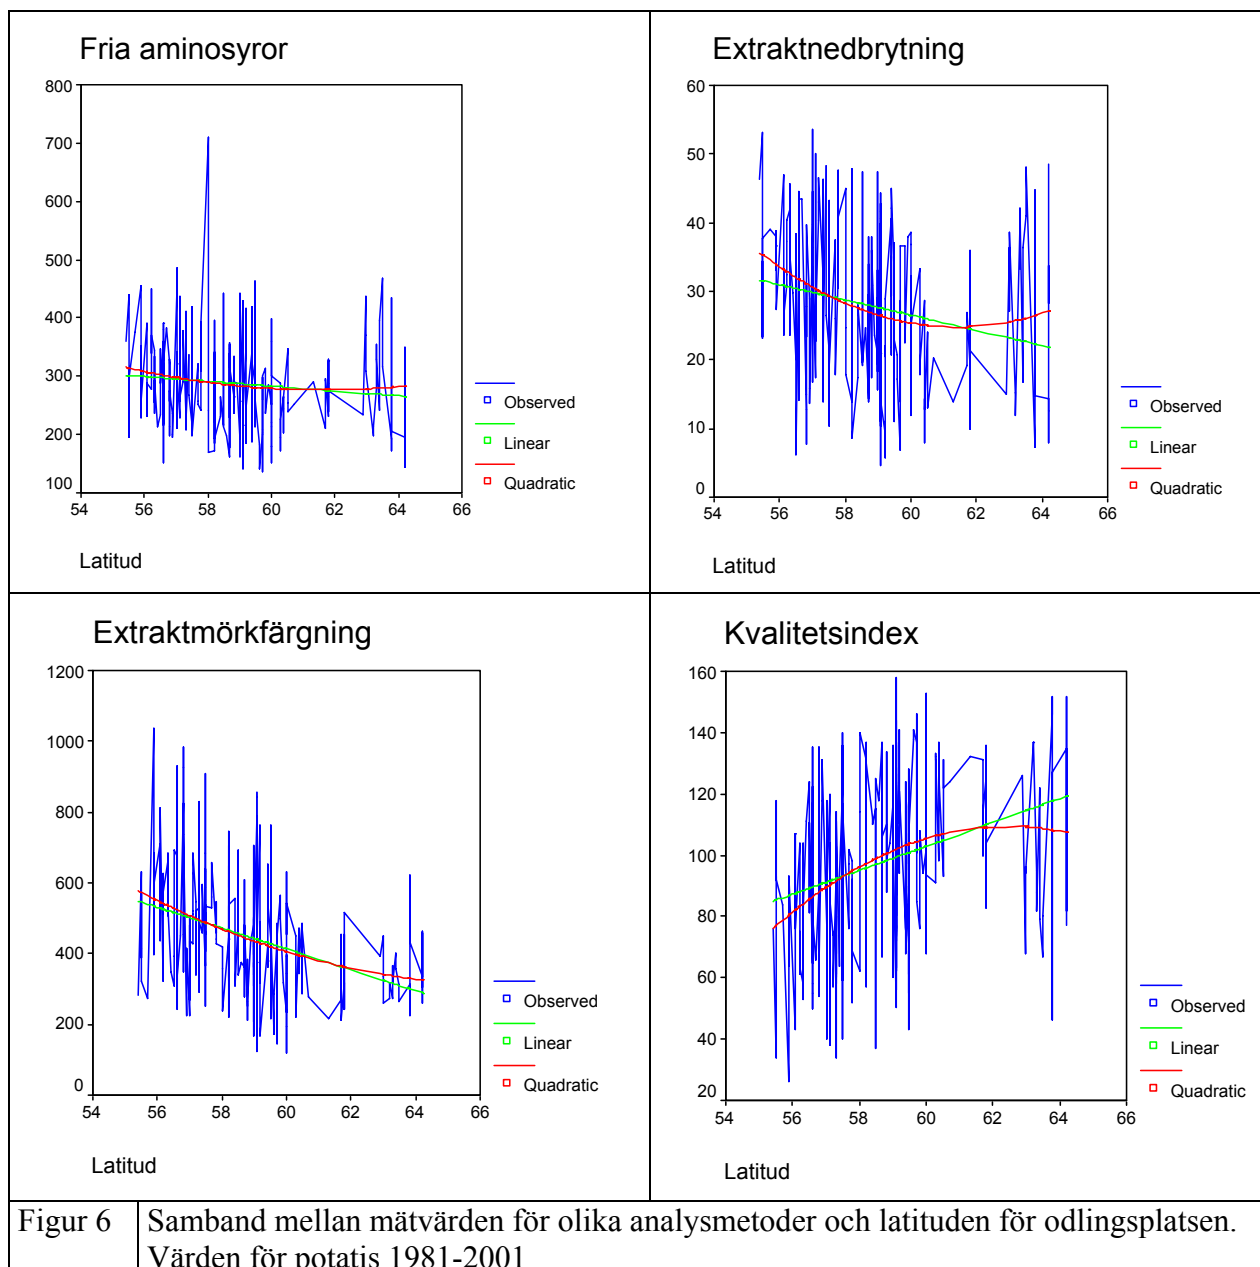 Fria aminosyror
800
700
600
500
400
300
200
100
54 56 58 60 62 64 66
Latitud
Observed
Linear
Quadratic
Extraktnedbrytning
60
50
40
30
20
10
0
54 56 58 60 62 64 66
Latitud
Observed
Linear
Quadratic
Extraktmörkfärgning
1200
1000
800
600
400
200
0
54 56 58 60 62 64 66
Latitud
Observed
Linear
Quadratic
Kvalitetsindex
160
140
120
100
80
60
40
20
54 56 58 60 62 64 66
Latitud
Observed
Linear
Quadratic
Figur 6 Samband mellan mätvärden för olika analysmetoder och latituden för odlingsplatsen.
Värden för potatis 1981-2001